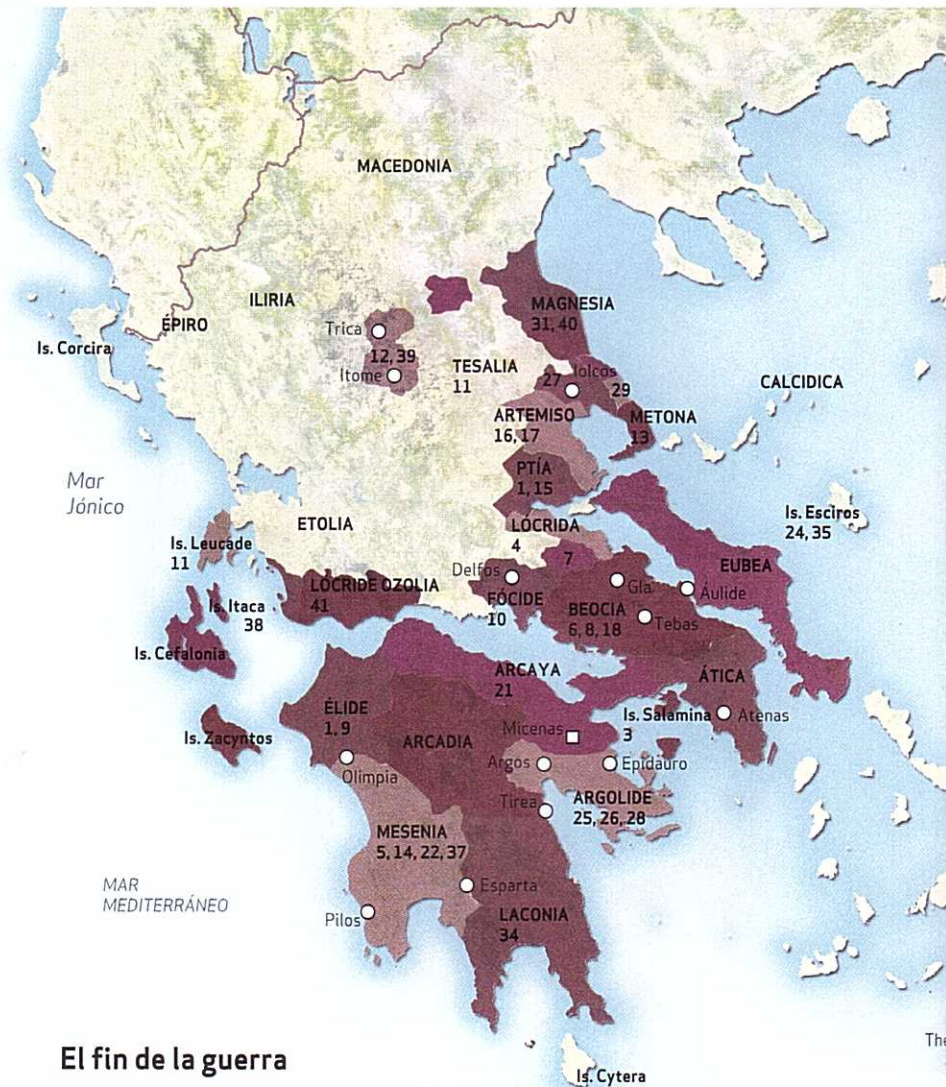 MACEDONIA
ILIRIA
ÉPIRO
Is. Corcira
Trica
12, 39
Itome
MAGNESIA
31, 40
TESALIA
11
27
Iolcos
29
CALCIDICA
ARTEMISO
16, 17
METONA
13
PTÍA
1, 15
Mar
Jónico
ETOLIA
LÓCRIDA
4
Is. Esciros
24, 35
Is. Leucade
11
7
EUBEA
Delfos
Gla
Áulide
LÓCRIDE OZOLIA
41
FÓCIDE
10
BEOCIA
6, 8, 18
Tebas
Is. Itaca
38
Is. Cefalonia
ARCAYA
21
ÁTICA
ÉLIDE
1, 9
Is. Salamina
3
Atenas
Is. Zacyntos
ARCADIA
Micenas
Olimpia
Argos
Epidauro
Tirea
ARGOLIDE
25, 26, 28
MESENIA
5, 14, 22, 37
MAR
MEDITERRÁNEO
Esparta
Pilos
LACONIA
34
The
El fin de la guerra
Is. Cytera